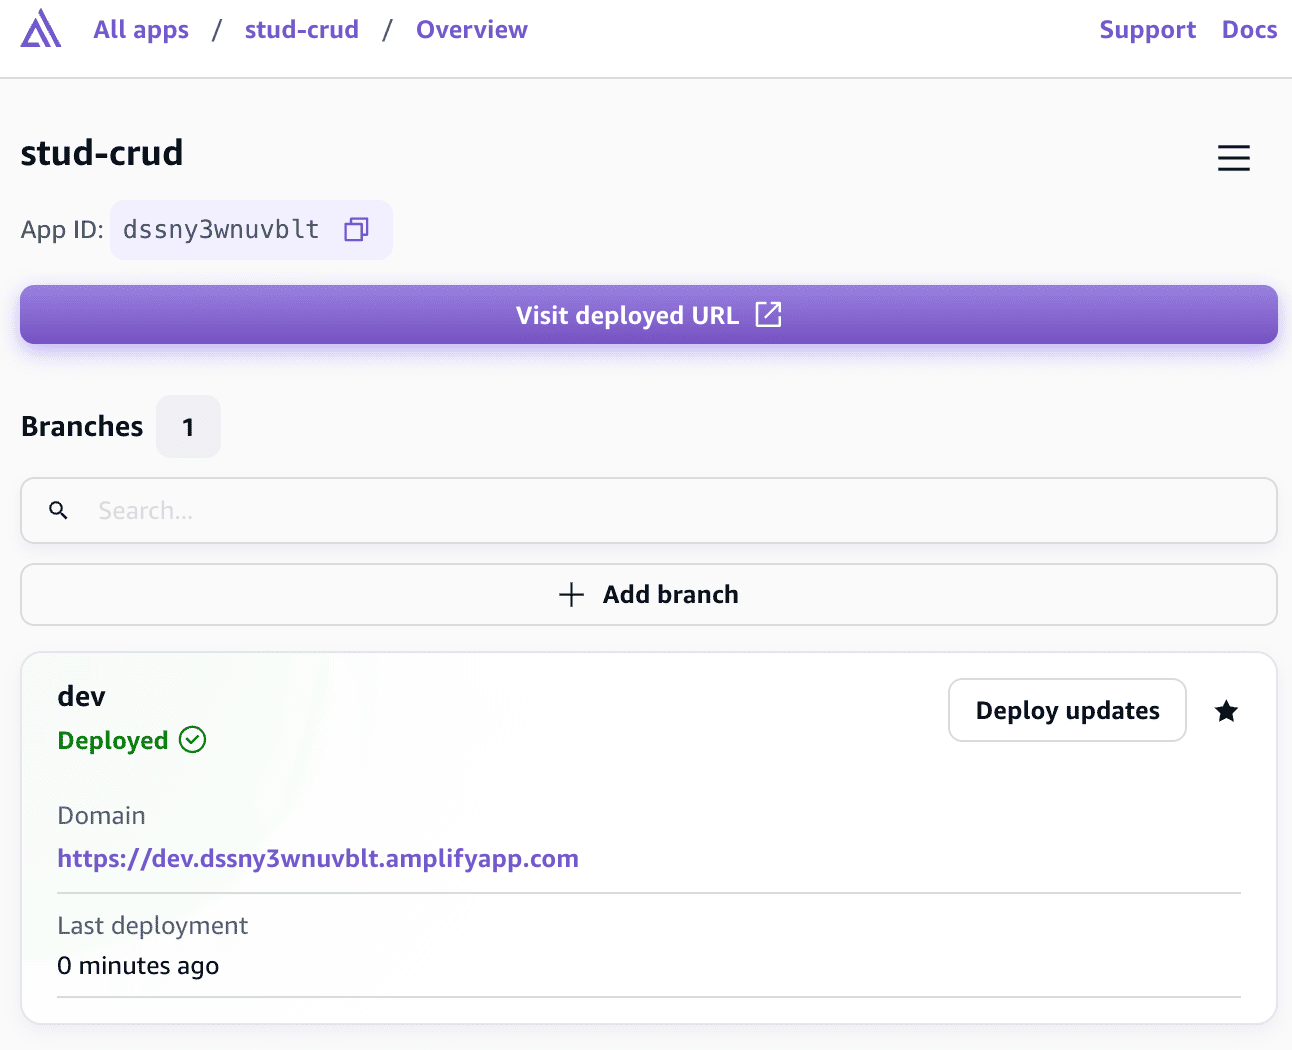 All apps / stud-crud / Overview Support Docs
stud-crud
App ID: dssny3wnuvblt
Visit deployed URL
Branches 1
Search...
Add branch
dev
Deploy updates
Deployed
Domain
https://dev.dssny3wnuvblt.amplifyapp.com
Last deployment
0 minutes ago